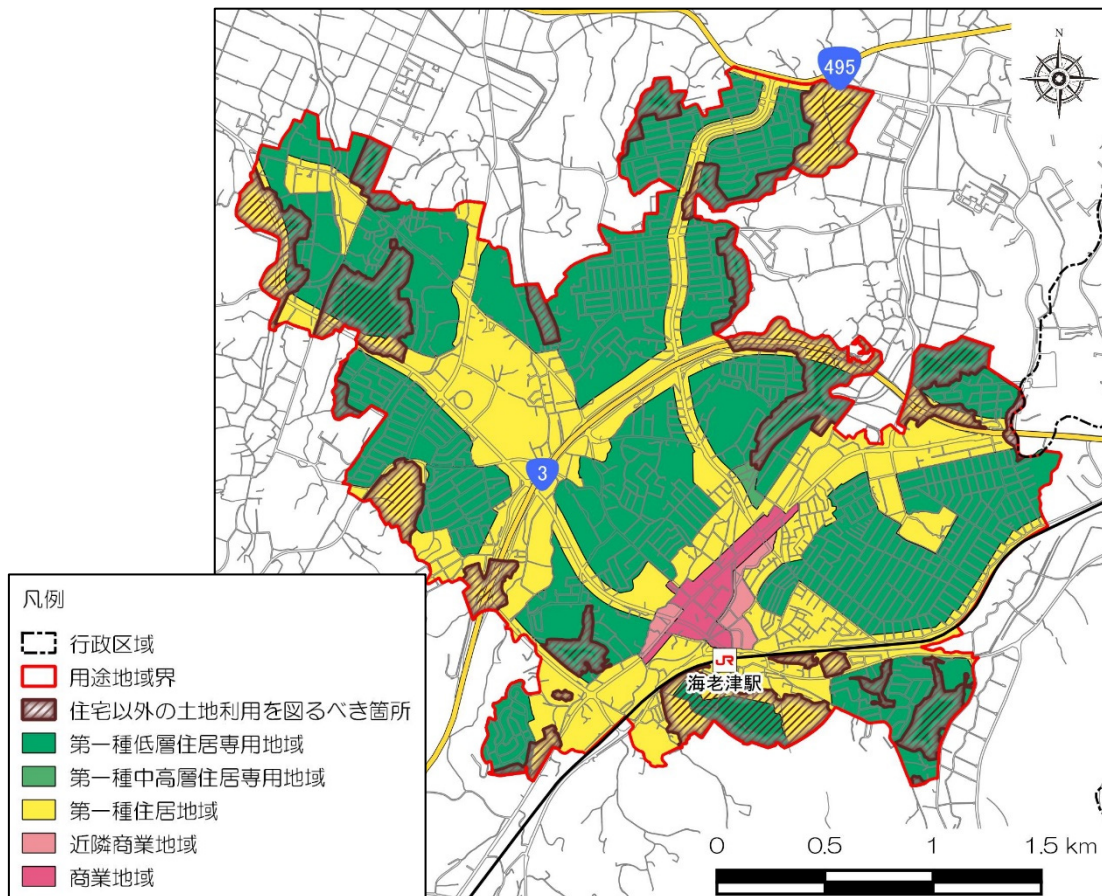 495
N
3
凡例
行政区域
用途地域界
住宅以外の土地利用を図るべき箇所
第一種低層住居専用地域
第一種中高層住居専用地域
第一種住居地域
近隣商業地域
商業地域
JR
海老津駅
0 0.5 1 1.5 km